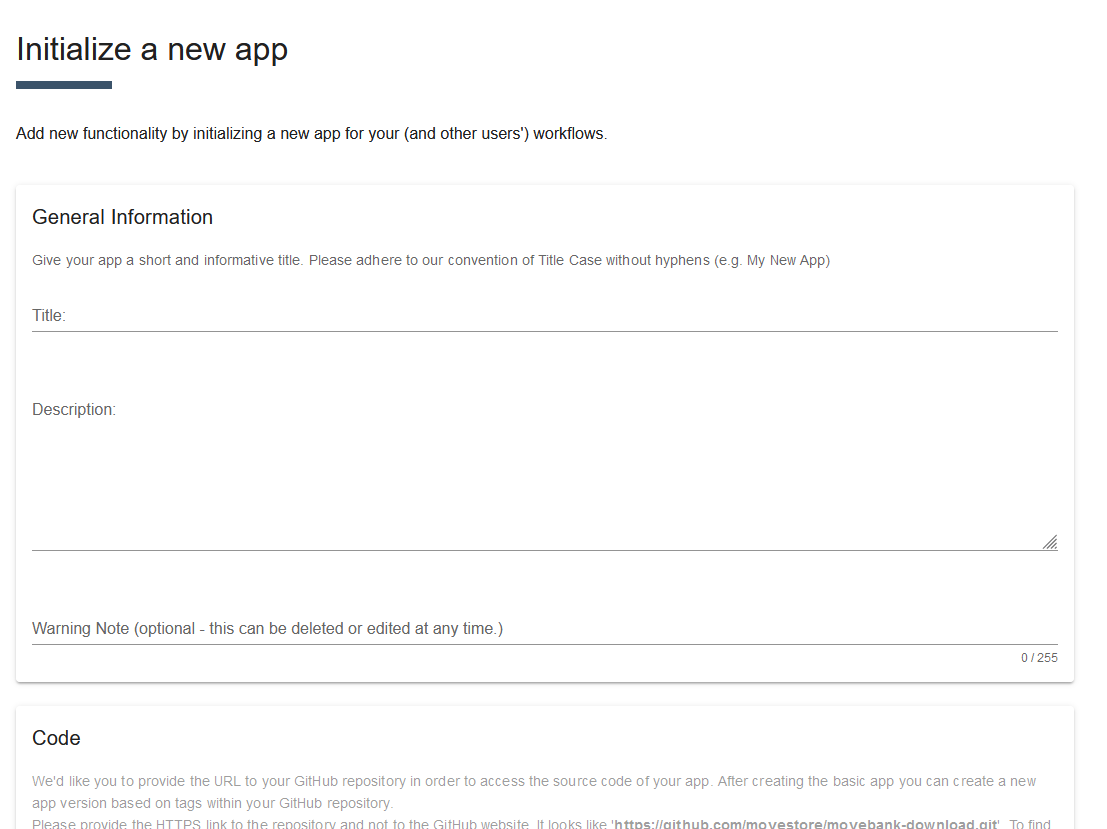 Initialize a new app
Add new functionality by initializing a new app for your (and other users') workflows.
General Information
Give your app a short and informative title. Please adhere to our convention of Title Case without hyphens (e.g. My New App)
Title:
Description:
Warning Note (optional - this can be deleted or edited at any time.)
0 / 255
Code
We'd like you to provide the URL to your GitHub repository in order to access the source code of your app. After creating the basic app you can create a new
app version based on tags within your GitHub repository.
Please provide the HTTPS link to the repository and not to the GitHub website. It looks like 'https://github.com/movestore/movebank-download.git'. To find